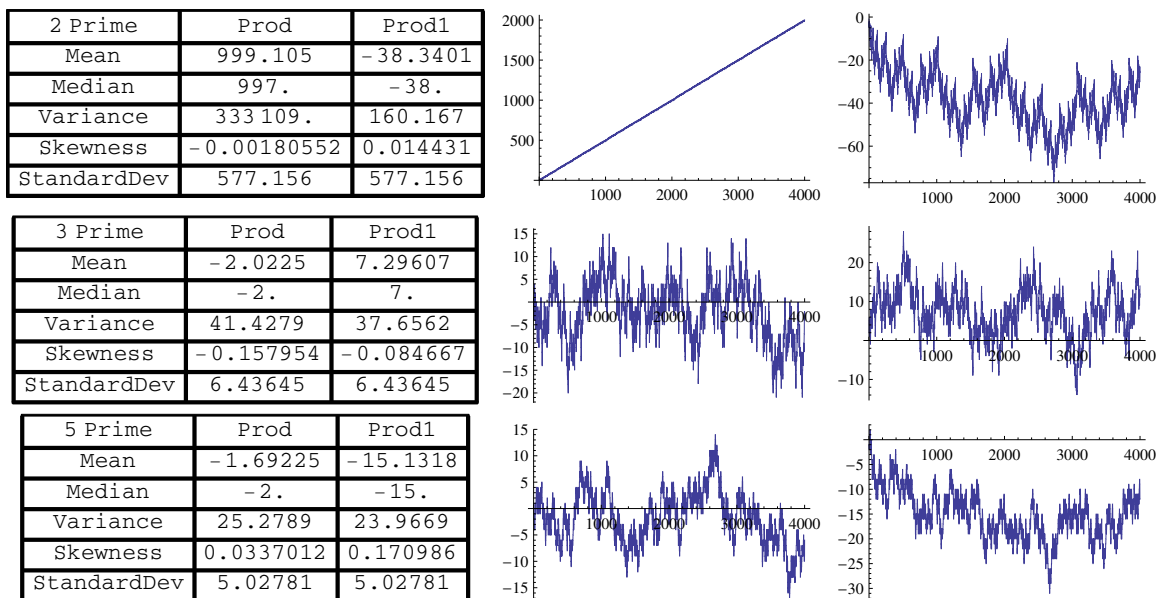 2 Prime Prod Prod1
Mean 999.105 -38.3401
Median 997. -38.
Variance 333 109. 160.167
Skewness -0.00180552 0.014431
StandardDev 577.156 577.156
2000
1500
1000
500
1000 2000 3000 4000
0
-20
-40
-60
1000 2000 3000 4000
3 Prime Prod Prod1
Mean -2.0225 7.29607
Median -2. 7.
Variance 41.4279 37.6562
Skewness -0.157954 -0.084667
StandardDev 6.43645 6.43645
15
10
5
-5
-10
-15
-20
1000 2000 3000 4000
20
10
-10
1000 2000 3000 4000
5 Prime Prod Prod1
Mean -1.69225 -15.1318
Median -2. -15.
Variance 25.2789 23.9669
Skewness 0.0337012 0.170986
StandardDev 5.02781 5.02781
15
10
5
-5
-10
-15
1000 2000 3000 4000
-5
-10
-15
-20
-25
-30
1000 2000 3000 4000